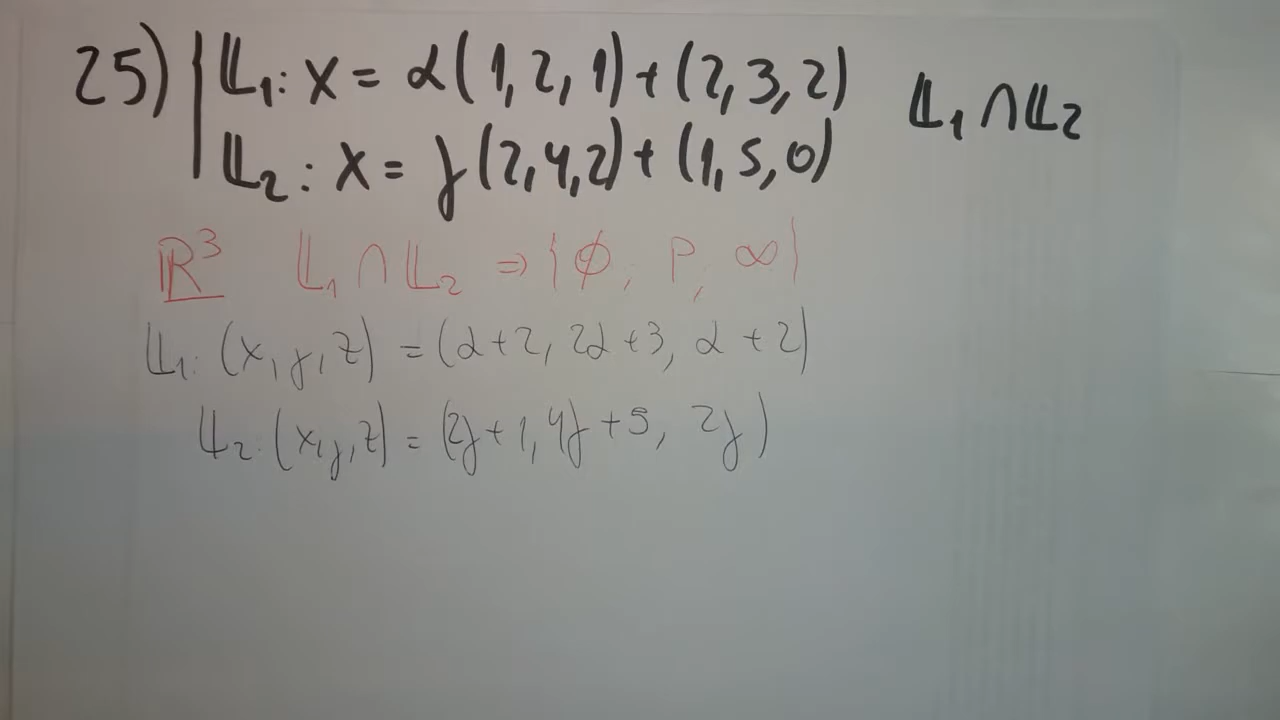 25) { 𝕃₁: X = α(1, 2, 1) + (2, 3, 2) 𝕃₁ ∩ 𝕃₂
𝕃₂: X = γ(2, 4, 2) + (1, 5, 0)
ℝ³ 𝕃₁ ∩ 𝕃₂ ⇒ {∅, P, ∞}
𝕃₁: (x, y, z) = (α + 2, 2α + 3, α + 2)
𝕃₂: (x, y, z) = (2γ + 1, 4γ + 5, 2γ)